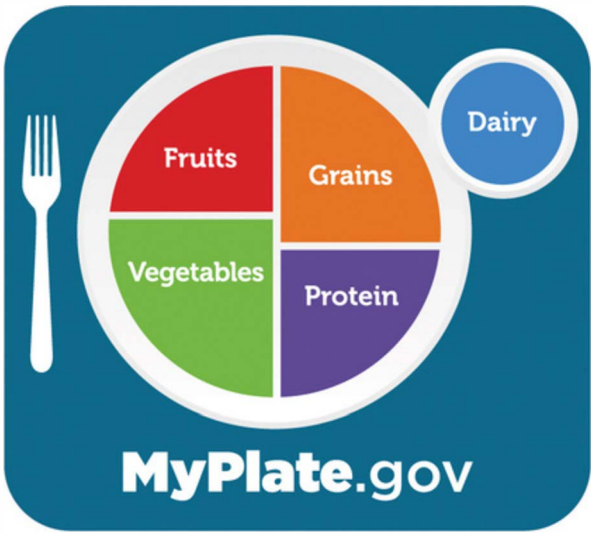 Fruits
Grains
Dairy
Vegetables
Protein
MyPlate.gov